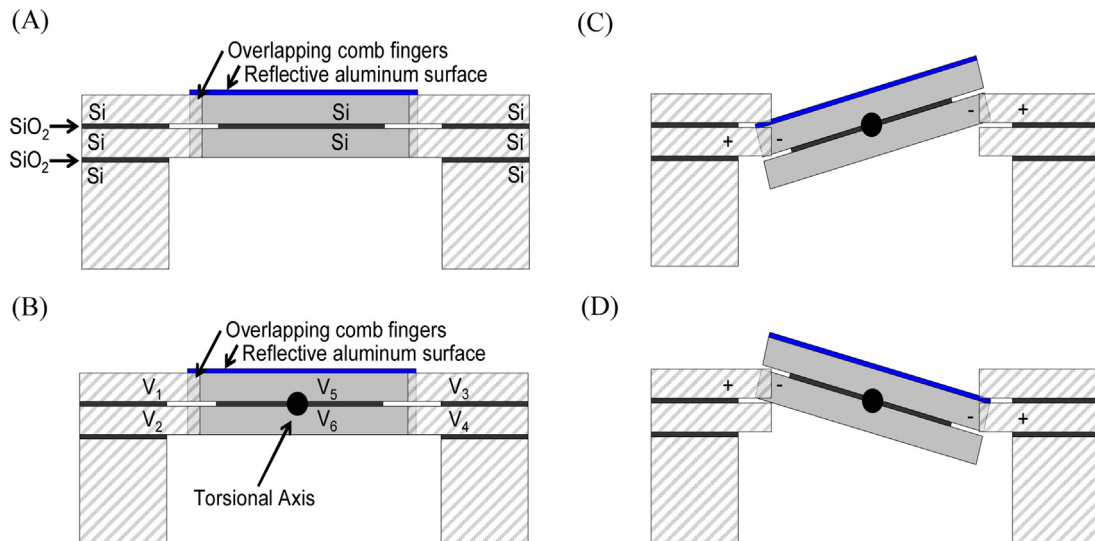 (A)
Overlapping comb fingers
Reflective aluminum surface
Si Si Si
SiO2
Si Si Si
SiO2
Si Si
(B)
Overlapping comb fingers
Reflective aluminum surface
V1 V5 V3
V2 V6 V4
Torsional Axis
(C)
- +
+ -
(D)
+ -
- +